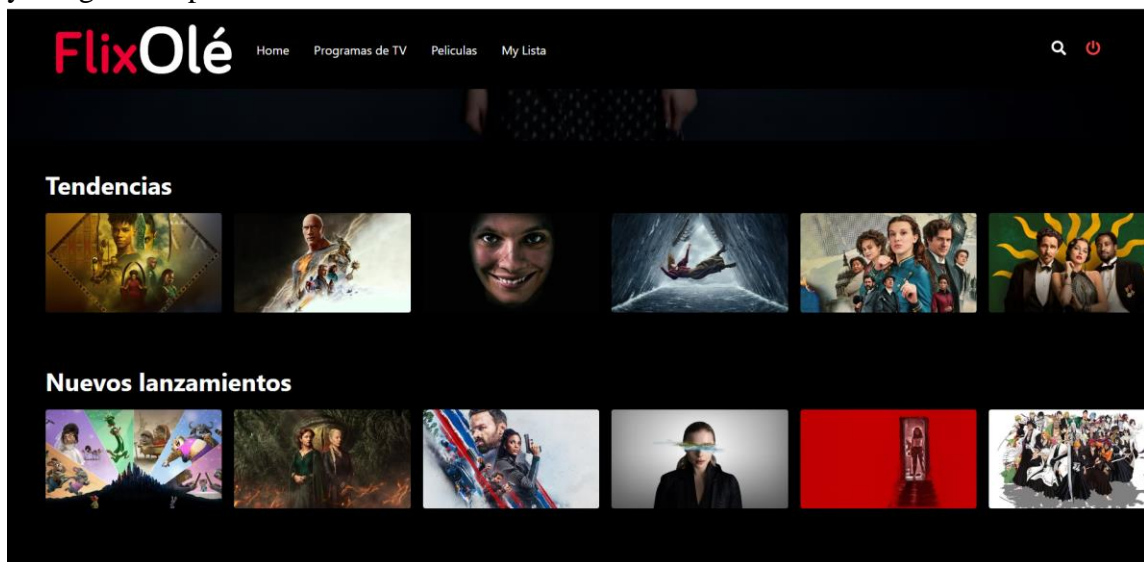 FlixOlé
Home Programas de TV Peliculas My Lista
Tendencias
Nuevos lanzamientos